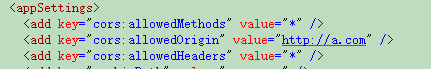 <appSettings>
<add key="cors:allowedMethods" value="*" />
<add key="cors:allowedOrigin" value="http://a.com" />
<add key="cors:allowedHeaders" value="*" />